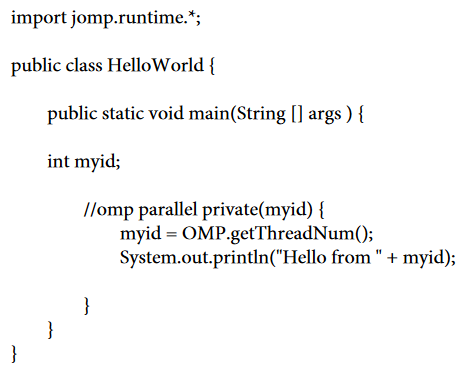 import jomp.runtime.*;
public class HelloWorld {
public static void main(String [] args ) {
int myid;
//omp parallel private(myid) {
myid = OMP.getThreadNum();
System.out.println("Hello from " + myid);
}
}
}